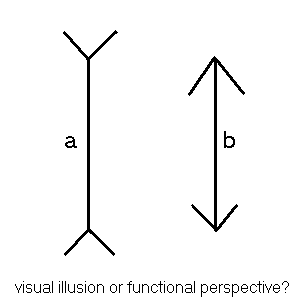 a
b
visual illusion or functional perspective?